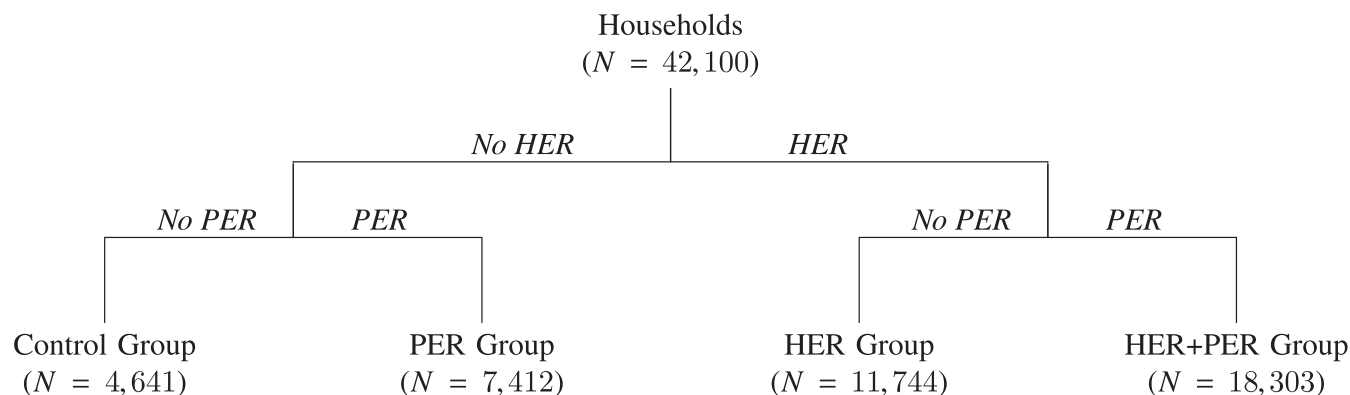 Households
(N = 42,100)
No HER
HER
No PER
PER
No PER
PER
Control Group
(N = 4,641)
PER Group
(N = 7,412)
HER Group
(N = 11,744)
HER+PER Group
(N = 18,303)